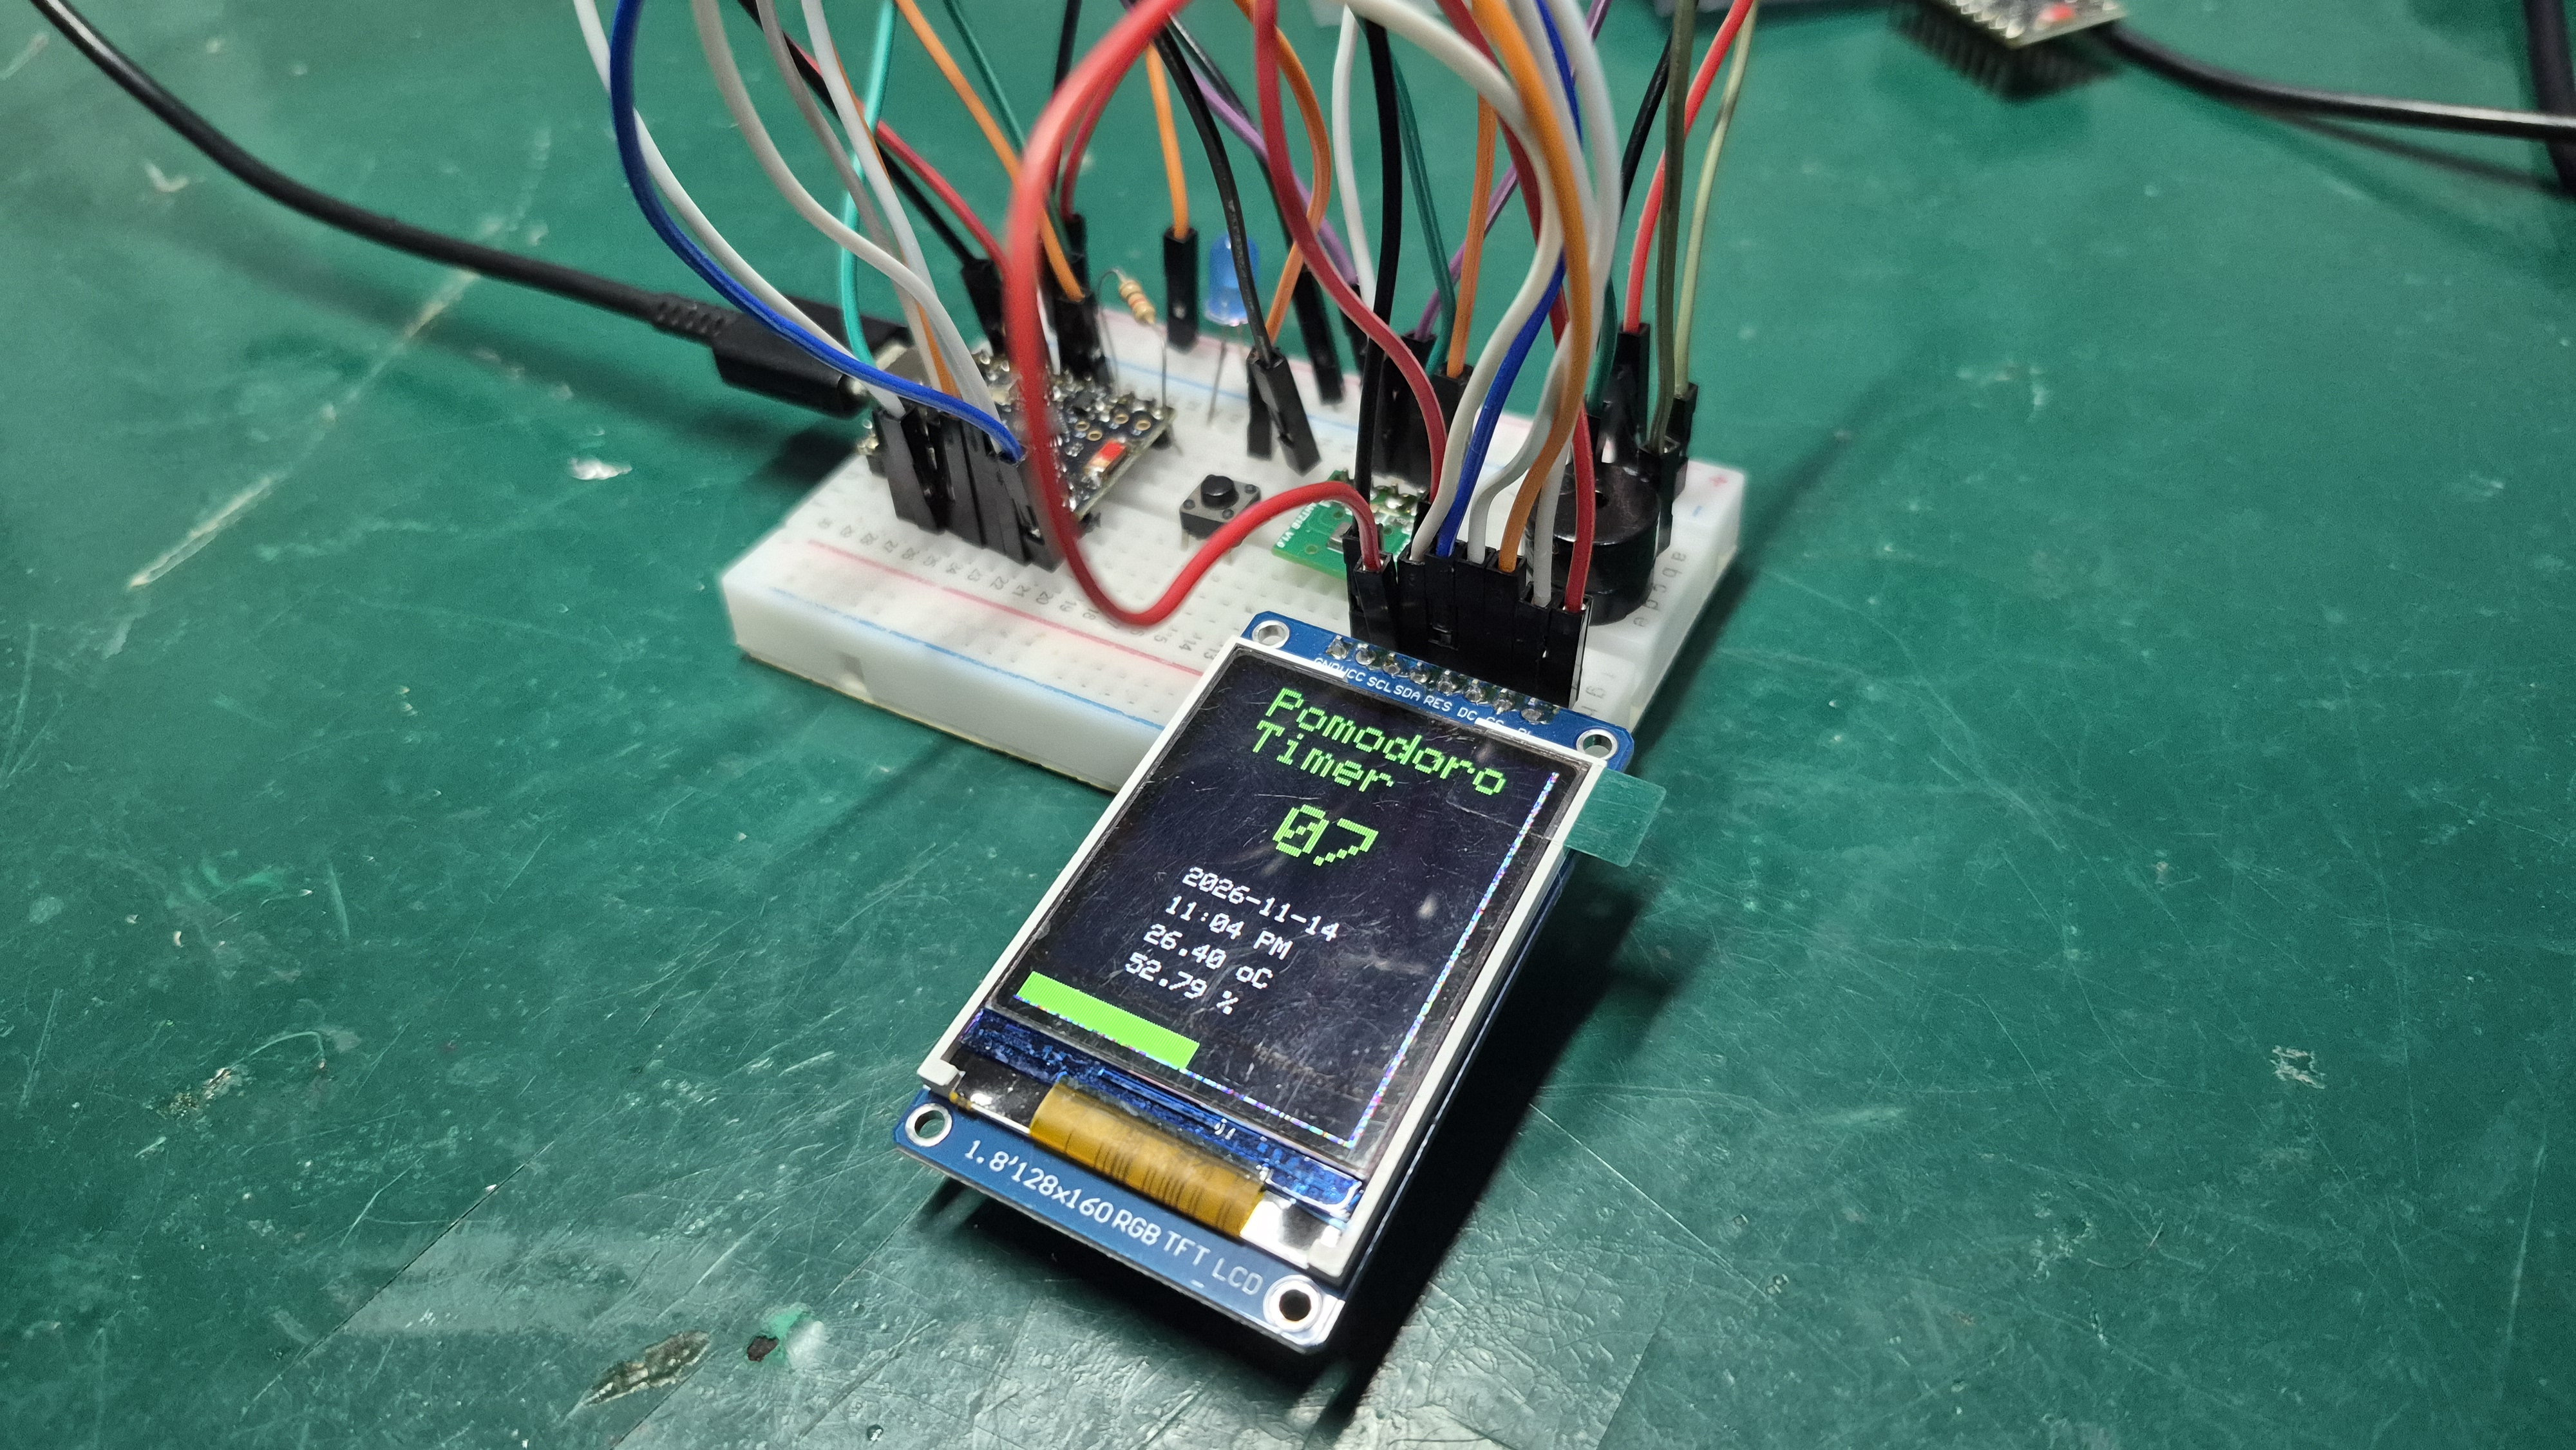 GND VCC SCL SDA RES DC CS BL
Pomodoro
Timer
07
2026-11-14
11:04 PM
26.40 oC
52.79 %
1.8'128x160 RGB TFT LCD